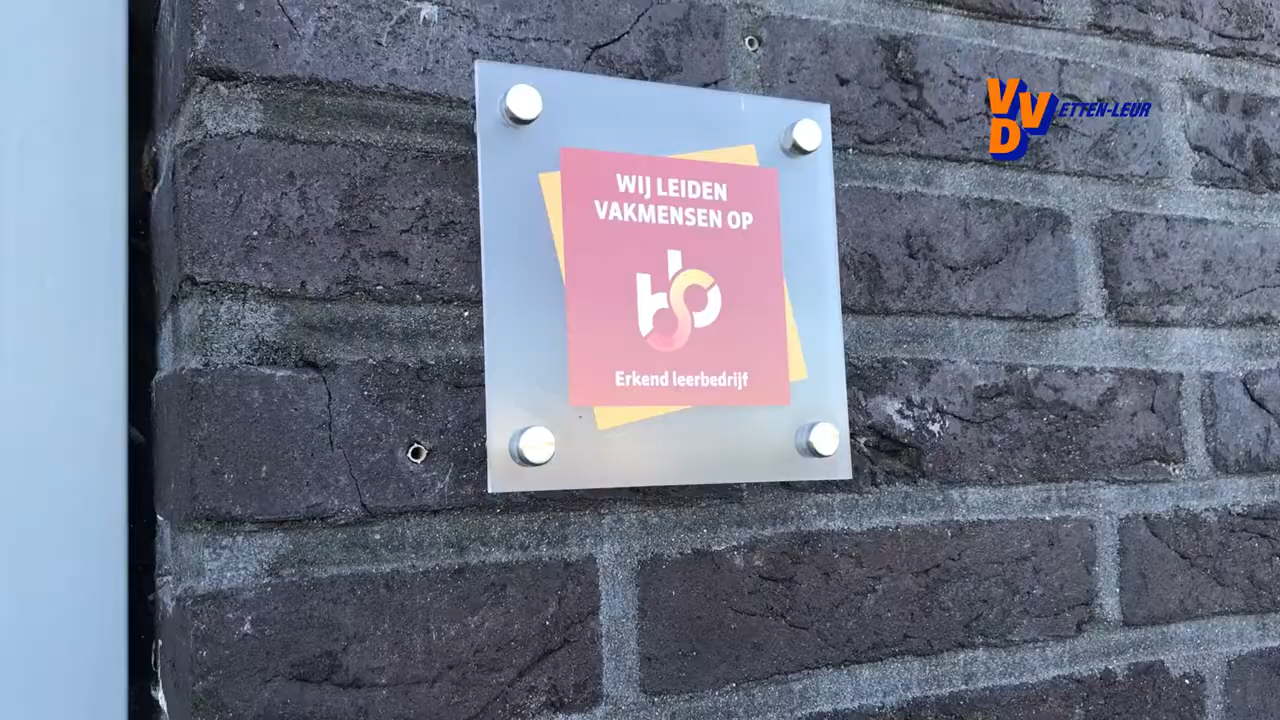 WIJ LEIDEN
VAKMENSEN OP
sbb
Erkend leerbedrijf
VVD
ETTEN-LEUR